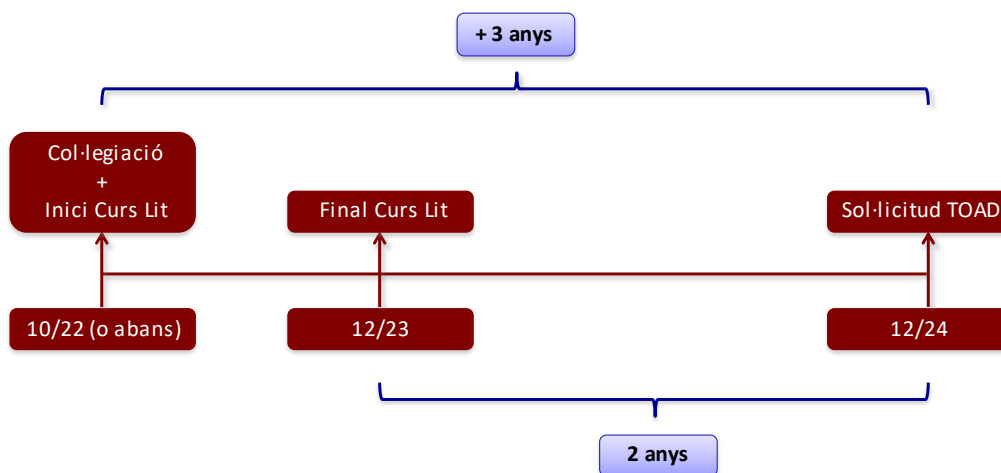 + 3 anys
Col·legiació
+
Inici Curs Lit
Final Curs Lit
Sol·licitud TOAD
10/22 (o abans)
12/23
12/24
2 anys